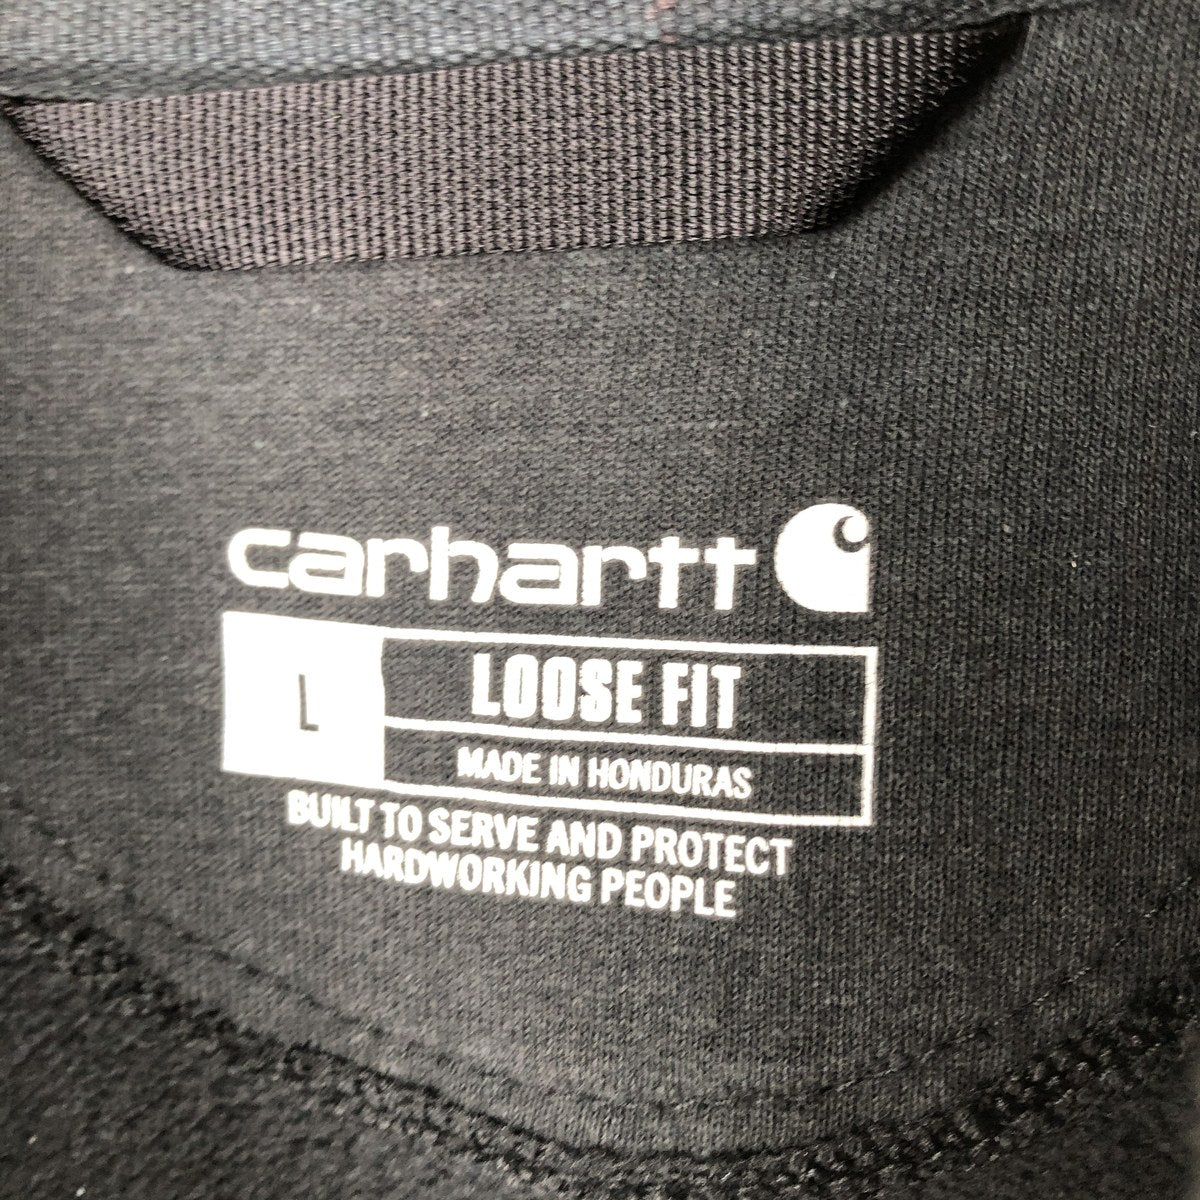 carhartt
L
LOOSE FIT
MADE IN HONDURAS
BUILT TO SERVE AND PROTECT
HARDWORKING PEOPLE